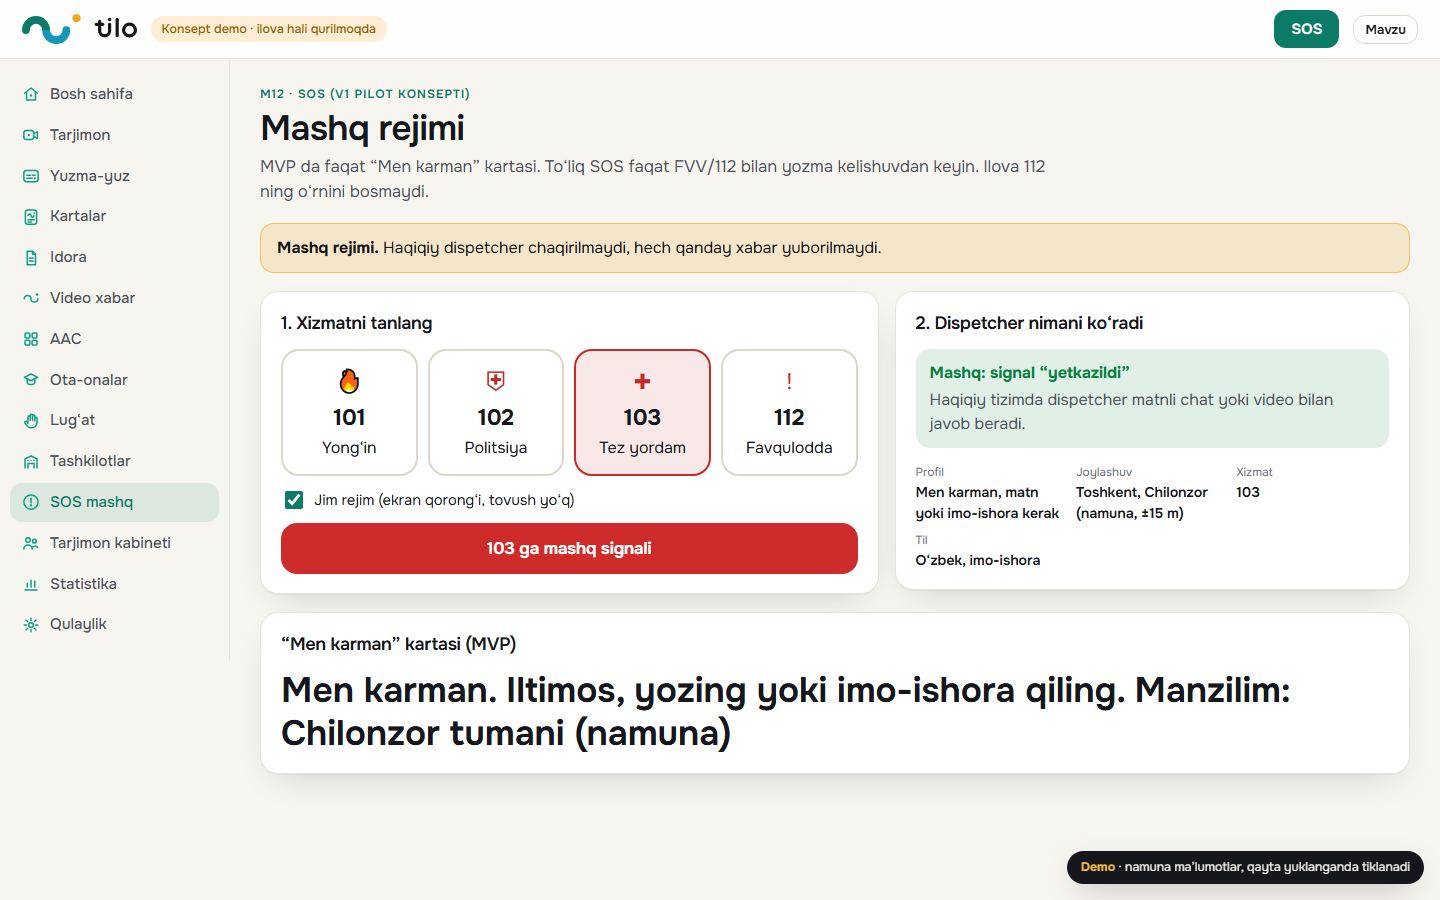 tilo
Konsept demo · ilova hali qurilmoqda
SOS
Mavzu
Bosh sahifa
Tarjimon
Yuzma-yuz
Kartalar
Idora
Video xabar
AAC
Ota-onalar
Lug‘at
Tashkilotlar
SOS mashq
Tarjimon kabineti
Statistika
Qulaylik
M12 · SOS (V1 PILOT KONSEPTI)
Mashq rejimi
MVP da faqat “Men karman” kartasi. To‘liq SOS faqat FVV/112 bilan yozma kelishuvdan keyin. Ilova 112
ning o‘rnini bosmaydi.
Mashq rejimi. Haqiqiy dispetcher chaqirilmaydi, hech qanday xabar yuborilmaydi.
1. Xizmatni tanlang
101
Yong‘in
102
Politsiya
103
Tez yordam
!
112
Favqulodda
Jim rejim (ekran qorong‘i, tovush yo‘q)
103 ga mashq signali
2. Dispetcher nimani ko‘radi
Mashq: signal “yetkazildi”
Haqiqiy tizimda dispetcher matnli chat yoki video bilan
javob beradi.
Profil
Men karman, matn
yoki imo-ishora kerak
Joylashuv
Toshkent, Chilonzor
(namuna, ±15 m)
Xizmat
103
Til
O‘zbek, imo-ishora
“Men karman” kartasi (MVP)
Men karman. Iltimos, yozing yoki imo-ishora qiling. Manzilim:
Chilonzor tumani (namuna)
Demo · namuna ma’lumotlar, qayta yuklanganda tiklanadi